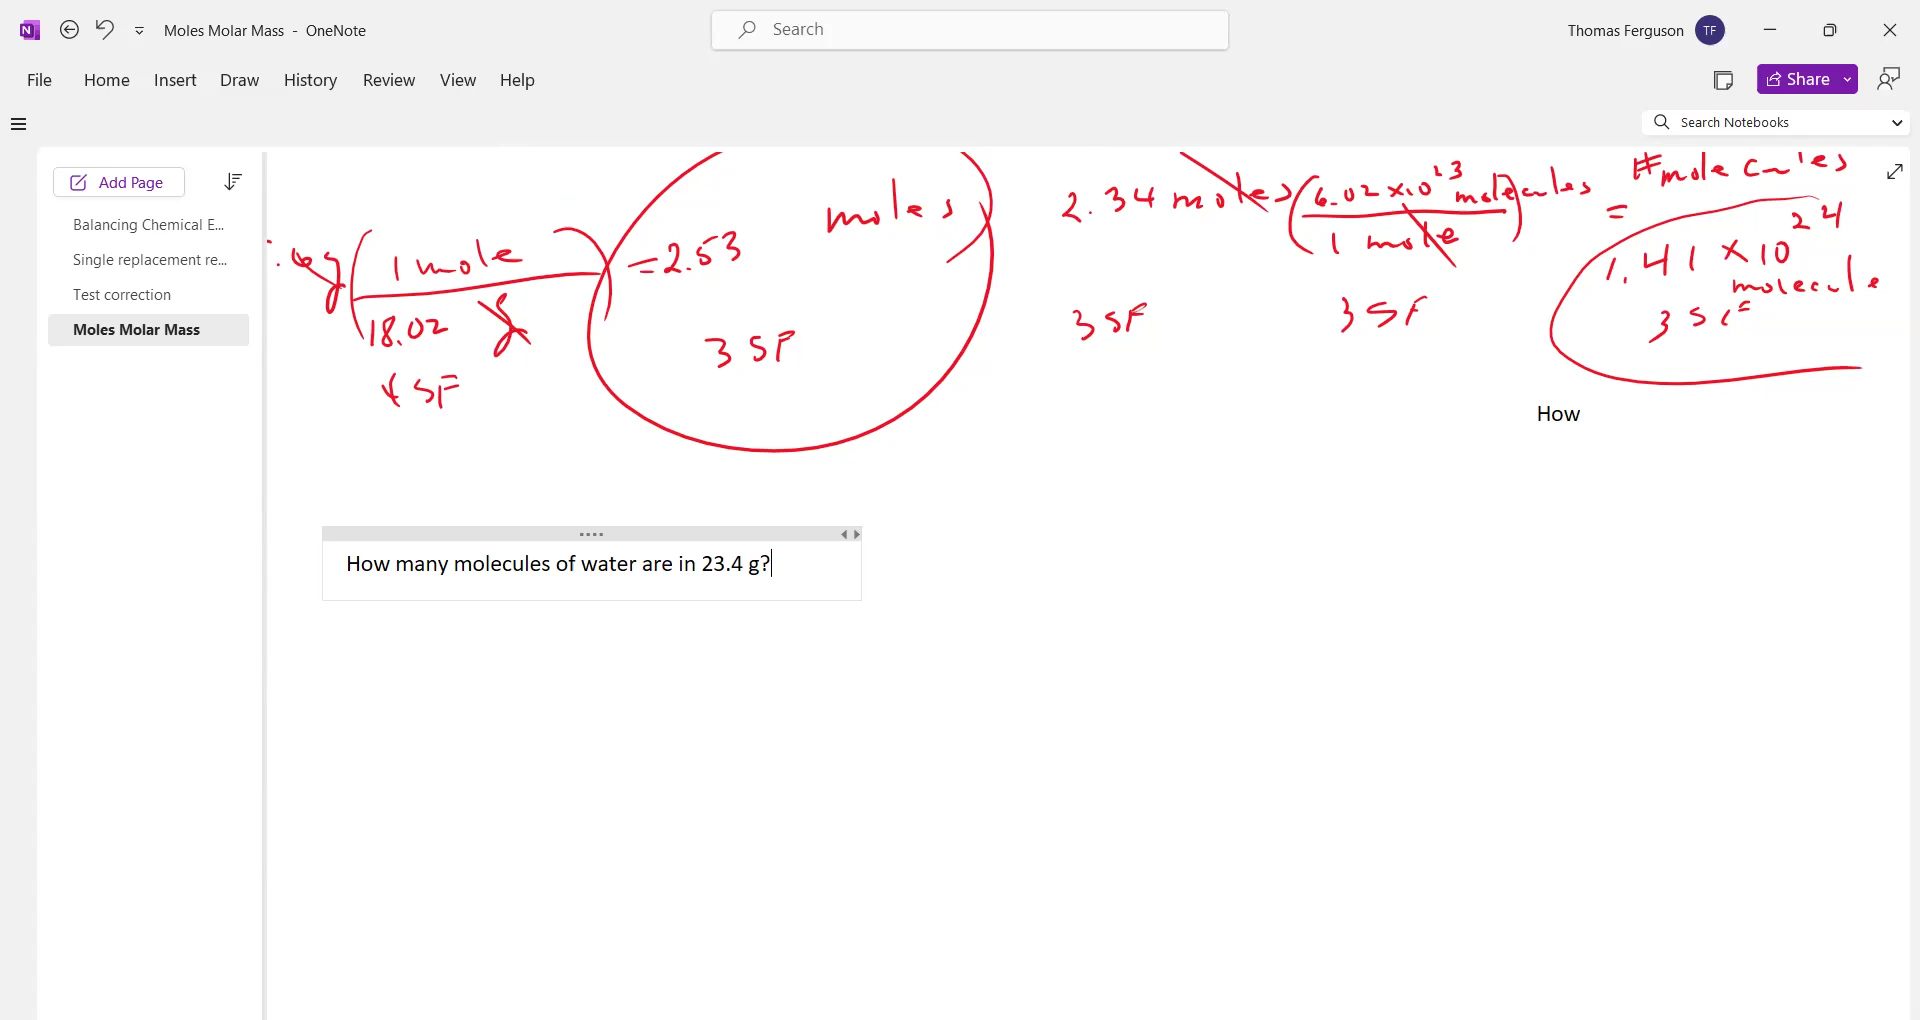 Moles Molar Mass - OneNote
Search
Thomas Ferguson TF
File Home Insert Draw History Review View Help
Share
Search Notebooks
Add Page
Balancing Chemical E...
Single replacement re...
Test correction
Moles Molar Mass
1 mole
18.02 g
SF
= 2.53 moles
3 SF
2.34 moles (6.02 x 10^23 molecules / 1 mole) = # molecules
3 SF
3 SF
1.41 x 10^24
molecule
3 SF
How
How many molecules of water are in 23.4 g?